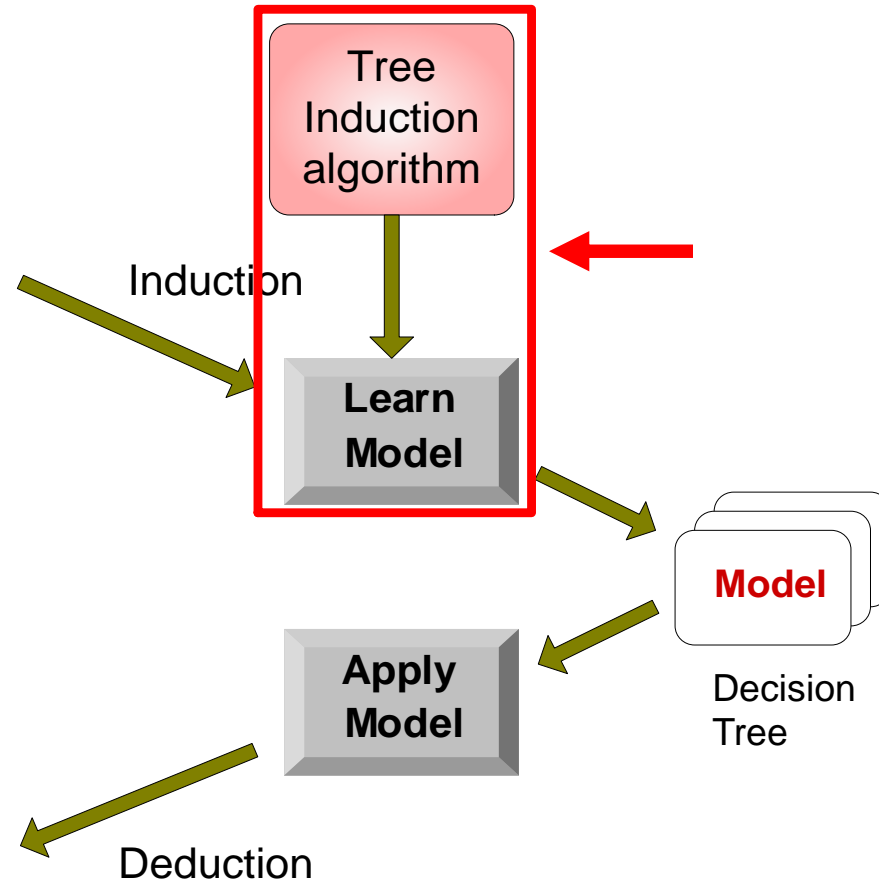 Tree
Induction
algorithm
Induction
Learn
Model
Model
Apply
Model
Decision
Tree
Deduction